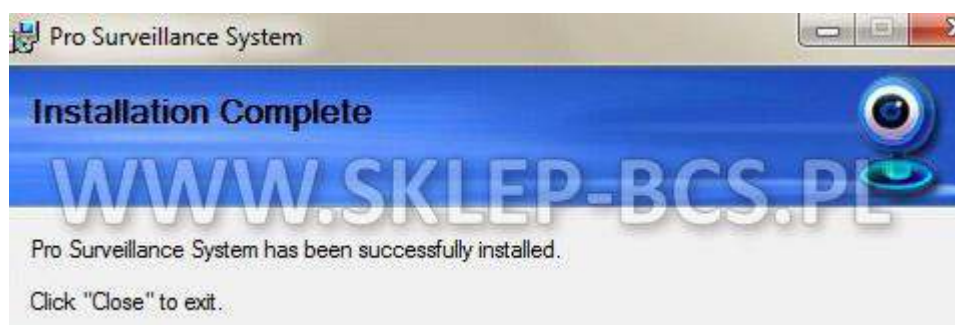 Pro Surveillance System
Installation Complete
WWW.SKLEP-BCS.PL
Pro Surveillance System has been successfully installed.
Click "Close" to exit.